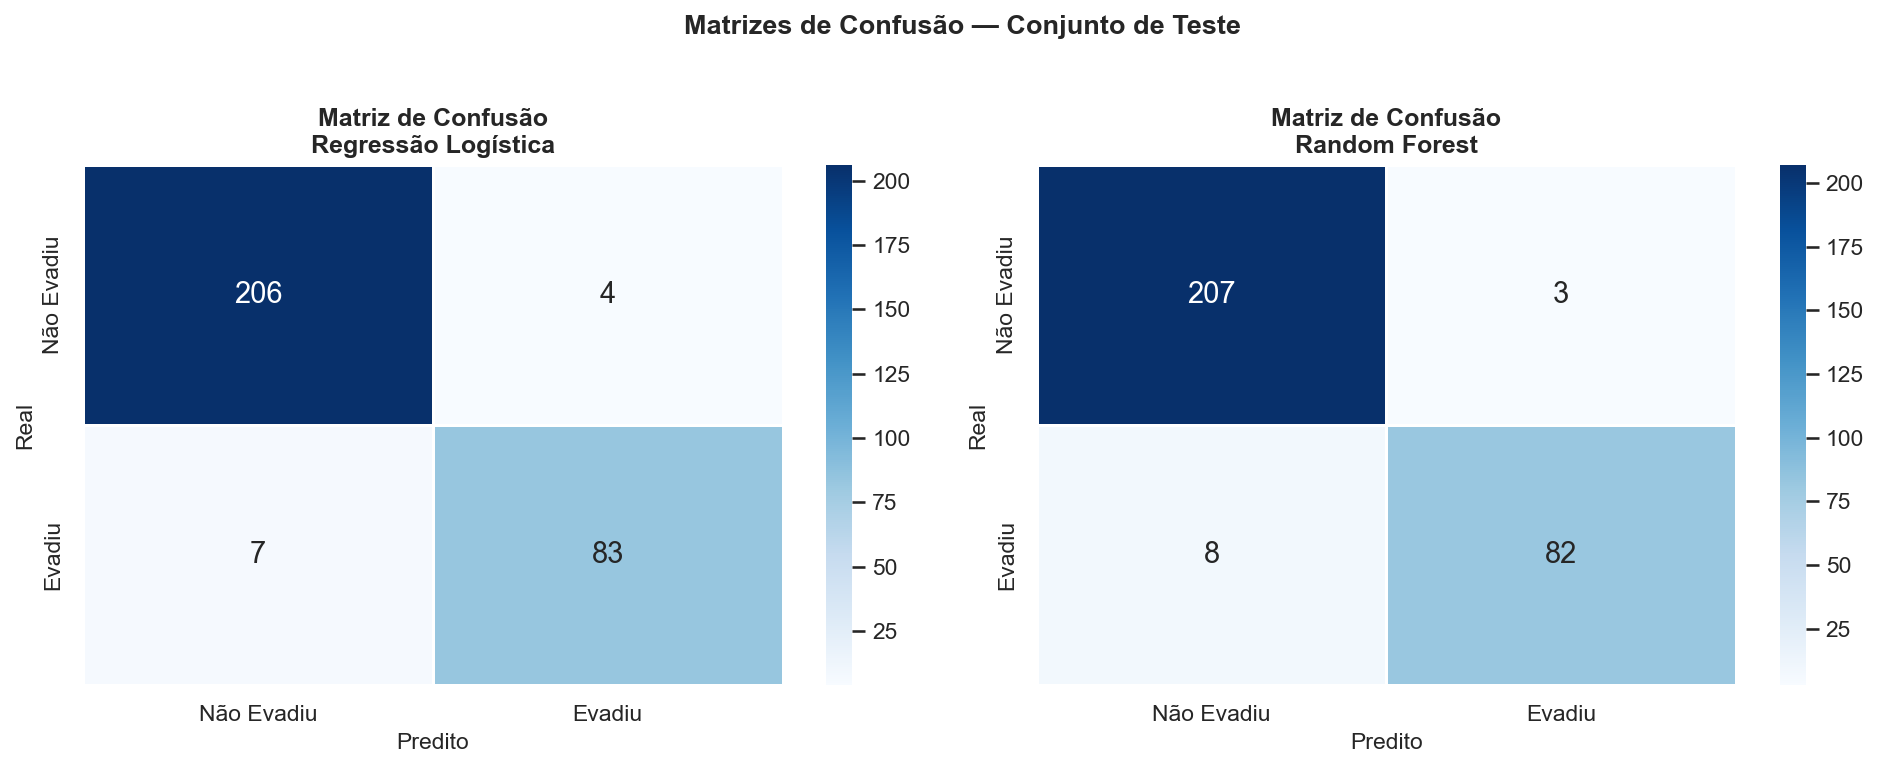 Matrizes de Confusão — Conjunto de Teste
Matriz de Confusão
Regressão Logística
Não Evadiu
Evadiu
Real
206
4
7
83
Não Evadiu
Evadiu
Predito
200
175
150
125
100
75
50
25
Matriz de Confusão
Random Forest
Não Evadiu
Evadiu
Real
207
3
8
82
Não Evadiu
Evadiu
Predito
200
175
150
125
100
75
50
25